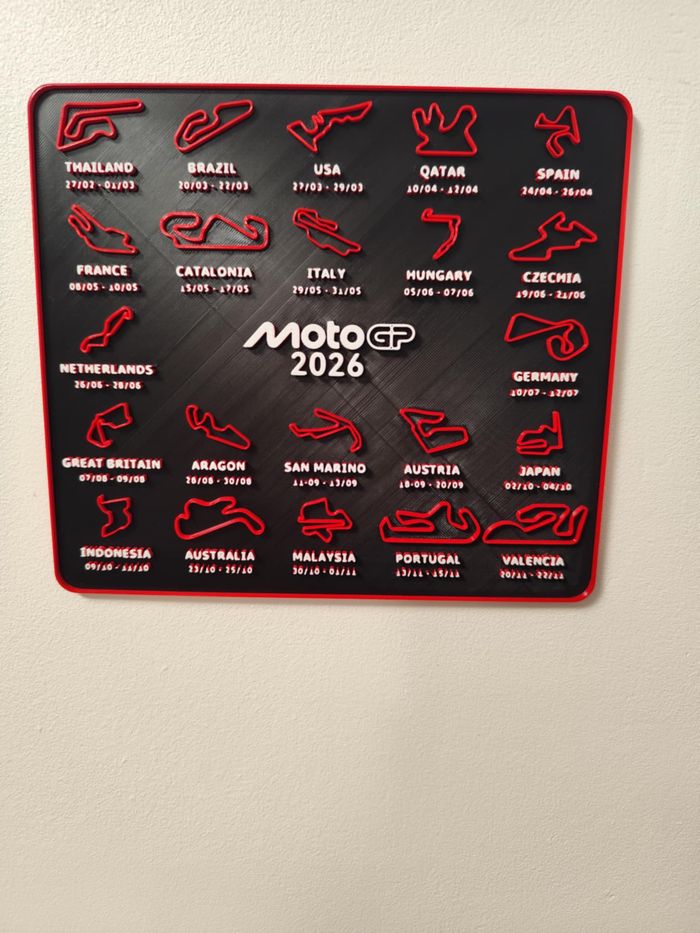 THAILAND
27/02 - 01/03
BRAZIL
20/03 - 22/03
USA
27/03 - 29/03
QATAR
10/04 - 12/04
SPAIN
24/04 - 26/04
FRANCE
08/05 - 10/05
CATALONIA
15/05 - 17/05
ITALY
29/05 - 31/05
HUNGARY
05/06 - 07/06
CZECHIA
19/06 - 21/06
NETHERLANDS
26/06 - 28/06
MotoGP
2026
GERMANY
10/07 - 12/07
GREAT BRITAIN
07/08 - 09/08
ARAGON
28/08 - 30/08
SAN MARINO
11-09 - 13/09
AUSTRIA
18-09 - 20/09
JAPAN
02/10 - 04/10
INDONESIA
09/10 - 11/10
AUSTRALIA
23/10 - 25/10
MALAYSIA
30/10 - 01/11
PORTUGAL
13/11 - 15/11
VALENCIA
20/11 - 22/11